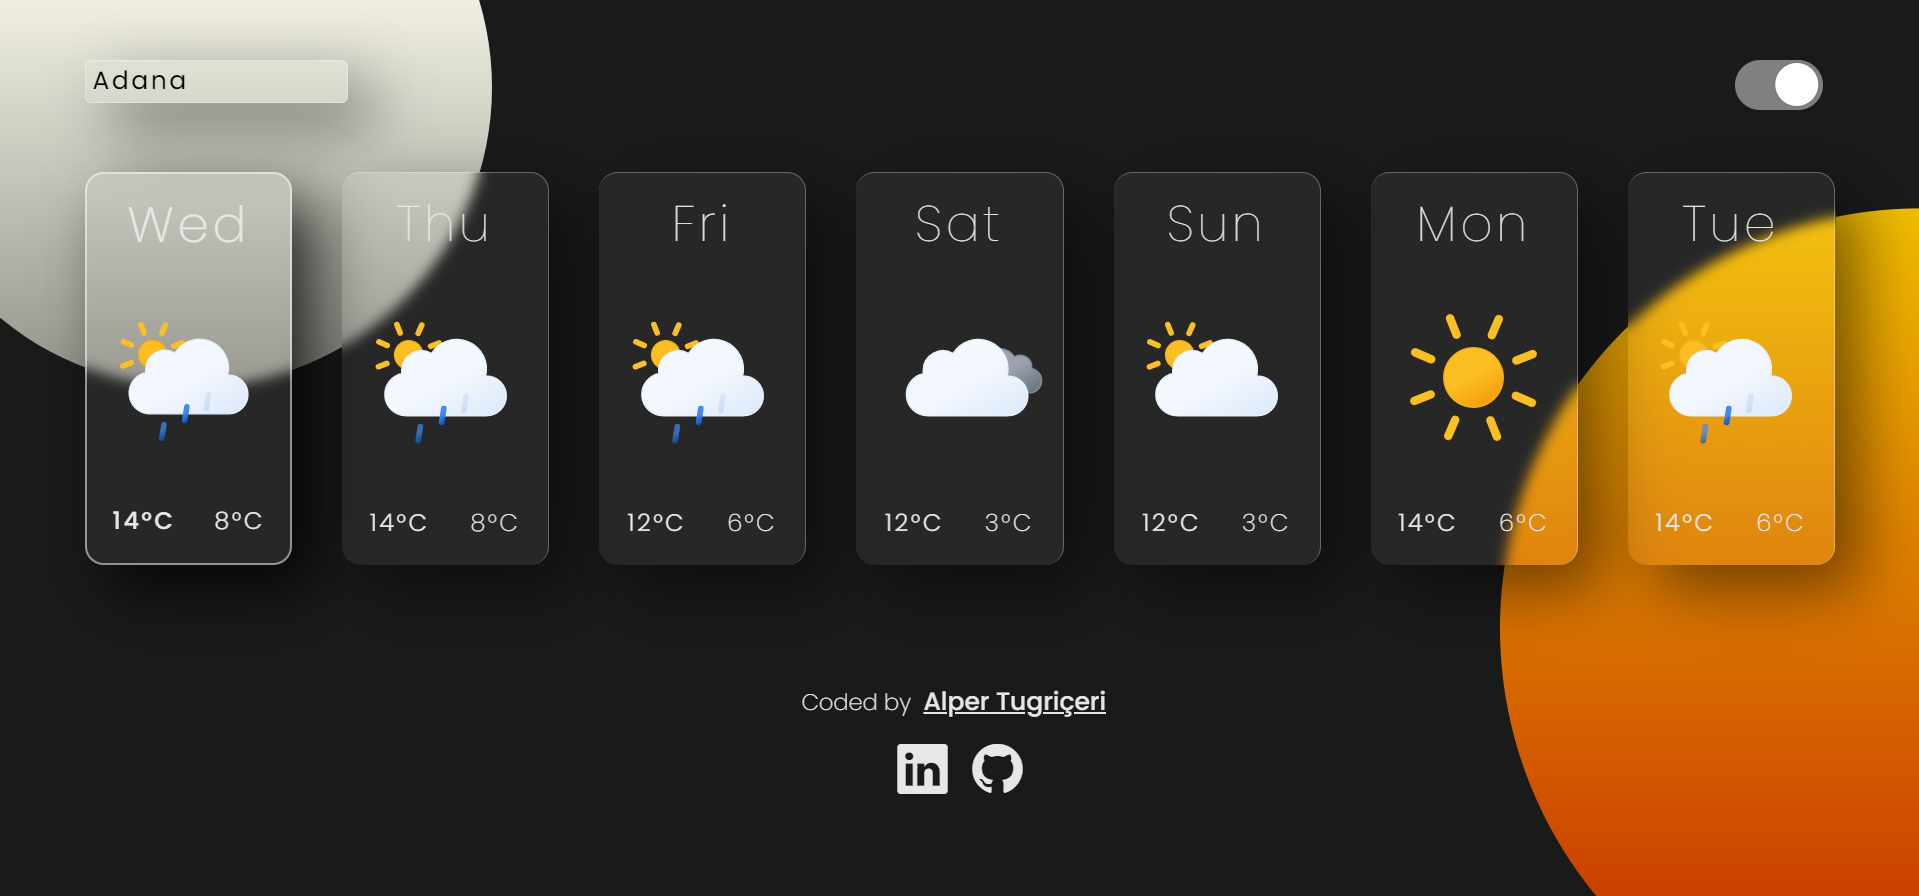 Adana
Wed Thu Fri Sat Sun Mon Tue
14°C 8°C 14°C 8°C 12°C 6°C 12°C 3°C 12°C 3°C 14°C 6°C 14°C 6°C
Coded by Alper Tugriçeri
in